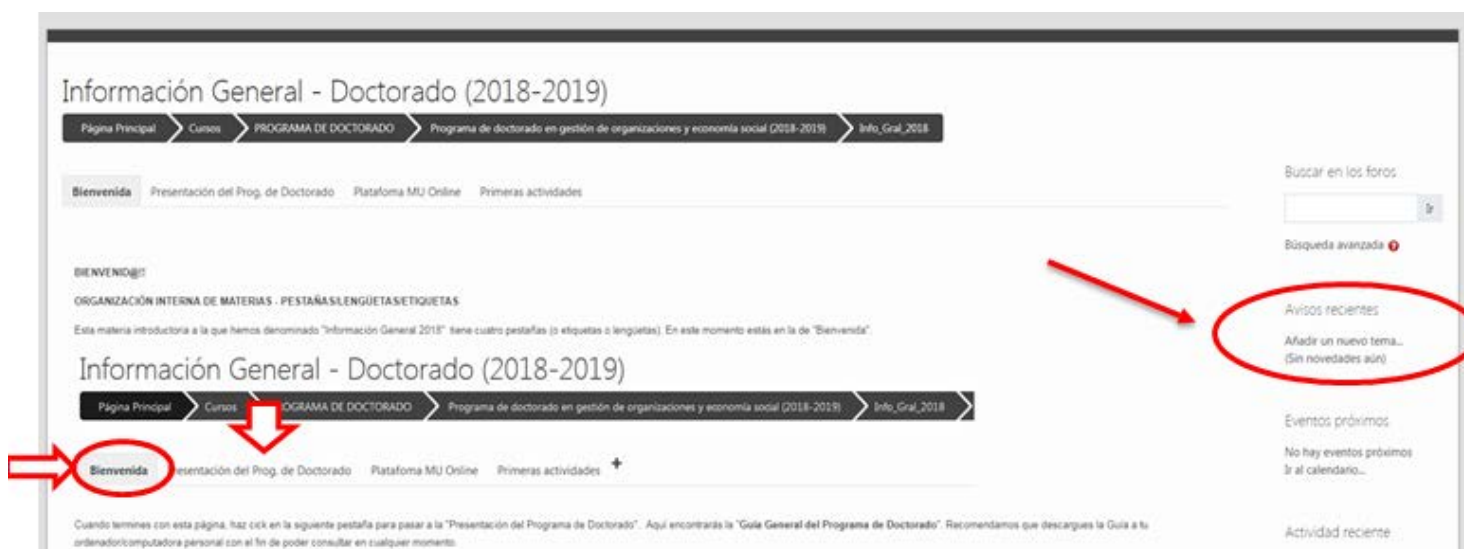 Información General - Doctorado (2018-2019)
Página Principal Cursos PROGRAMA DE DOCTORADO Programa de doctorado en gestión de organizaciones y economía social (2018-2019) Info_Gral_2018
Bienvenida Presentación del Prog. de Doctorado Platafoma MU Online Primeras actividades
BIENVENID@!!
ORGANIZACIÓN INTERNA DE MATERIAS - PESTAÑAS/LENGÜETAS/ETIQUETAS
Esta materia introductoria a la que hemos denominado "Información General 2018" tiene cuatro pestañas (o etiquetas o lengüetas). En este momento estás en la de "Bienvenida".
Información General - Doctorado (2018-2019)
Página Principal Cursos ROGRAMA DE DOCTORADO Programa de doctorado en gestión de organizaciones y economía social (2018-2019) Info_Gral_2018
Bienvenida esentación del Prog. de Doctorado Platafoma MU Online Primeras actividades +
Cuando termines con esta página, haz cick en la siguiente pestaña para pasar a la "Presentación del Programa de Doctorado". Aquí encontrarás la "Guía General del Programa de Doctorado". Recomendamos que descargues la Guía a tu
ordenador/computadora personal con el fin de poder consultar en cualquier momento.
Buscar en los foros
Ir
Búsqueda avanzada ?
Avisos recientes
Añadir un nuevo tema...
(Sin novedades aún)
Eventos próximos
No hay eventos próximos
Ir al calendario...
Actividad reciente